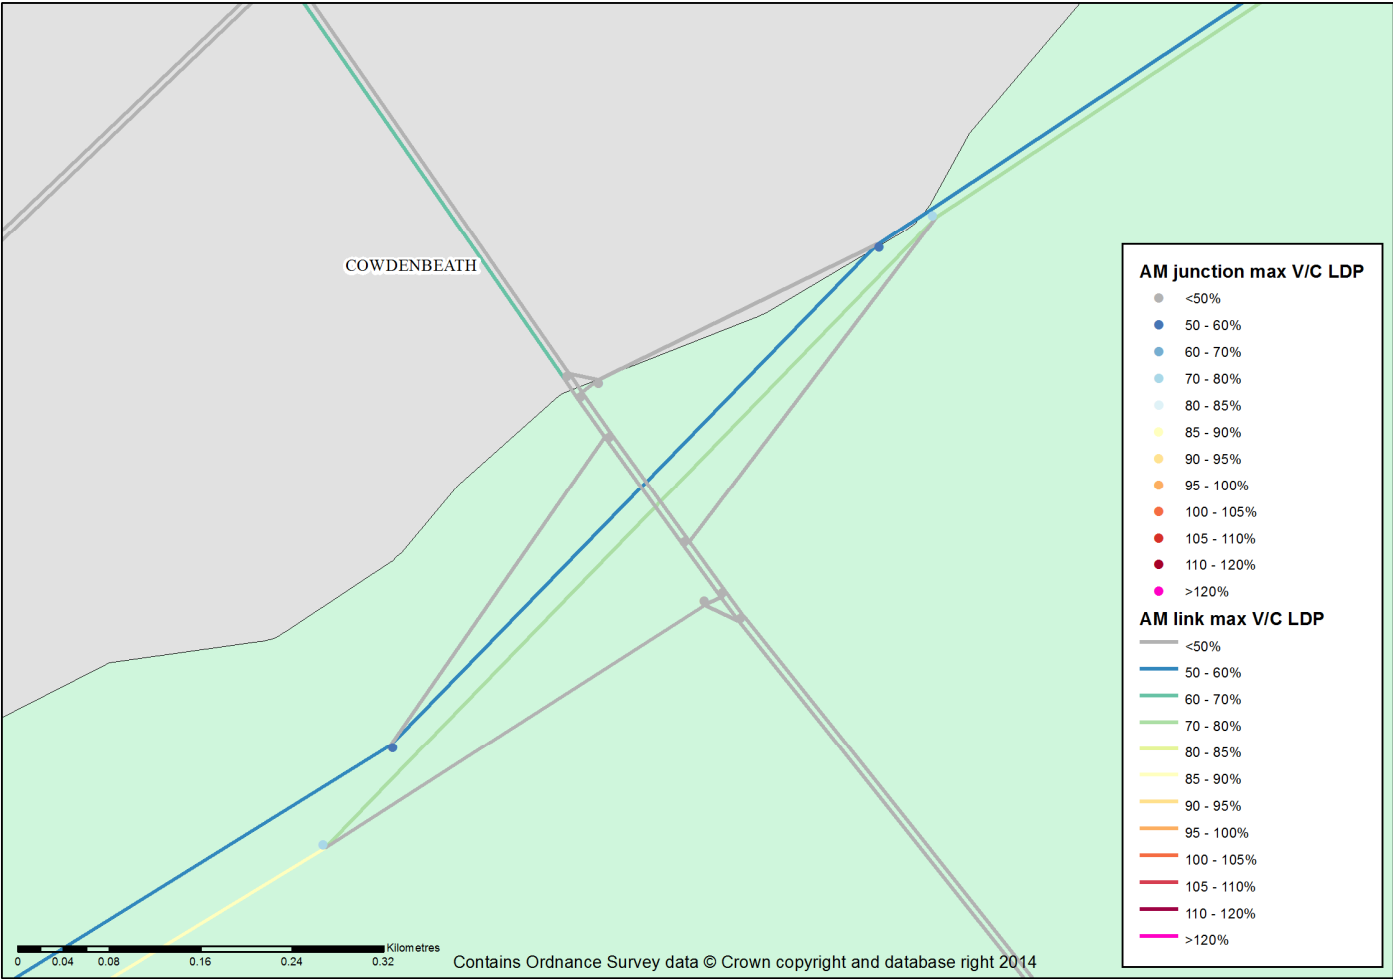 COWDENBEATH
AM junction max V/C LDP
<50%
50 - 60%
60 - 70%
70 - 80%
80 - 85%
85 - 90%
90 - 95%
95 - 100%
100 - 105%
105 - 110%
110 - 120%
>120%
AM link max V/C LDP
<50%
50 - 60%
60 - 70%
70 - 80%
80 - 85%
85 - 90%
90 - 95%
95 - 100%
100 - 105%
105 - 110%
110 - 120%
>120%
Kilometres
0 0.04 0.08 0.16 0.24 0.32
Contains Ordnance Survey data © Crown copyright and database right 2014